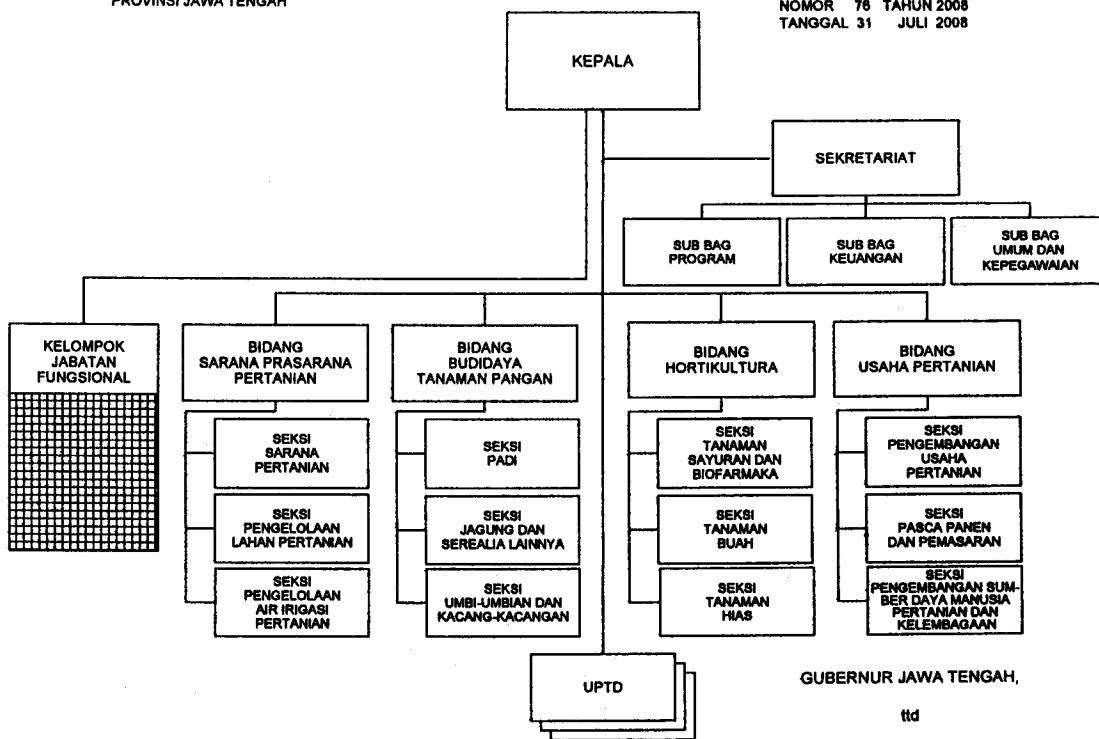 PROVINSI JAWA TENGAH
NOMOR 76 TAHUN 2008
TANGGAL 31 JULI 2008
KEPALA
SEKRETARIAT
SUB BAG
PROGRAM
SUB BAG
KEUANGAN
SUB BAG
UMUM DAN
KEPEGAWAIAN
KELOMPOK
JABATAN
FUNGSIONAL
BIDANG
SARANA PRASARANA
PERTANIAN
BIDANG
BUDIDAYA
TANAMAN PANGAN
BIDANG
HORTIKULTURA
BIDANG
USAHA PERTANIAN
SEKSI
SARANA
PERTANIAN
SEKSI
PADI
SEKSI
TANAMAN
SAYURAN DAN
BIOFARMAKA
SEKSI
PENGEMBANGAN
USAHA
PERTANIAN
SEKSI
PENGELOLAAN
LAHAN PERTANIAN
SEKSI
JAGUNG DAN
SEREALIA LAINNYA
SEKSI
TANAMAN
BUAH
SEKSI
PASCA PANEN
DAN PEMASARAN
SEKSI
PENGELOLAAN
AIR IRIGASI
PERTANIAN
SEKSI
UMBI-UMBIAN DAN
KACANG-KACANGAN
SEKSI
TANAMAN
HIAS
SEKSI
PENGEMBANGAN SUM-
BER DAYA MANUSIA
PERTANIAN DAN
KELEMBAGAAN
UPTD
GUBERNUR JAWA TENGAH,
ttd